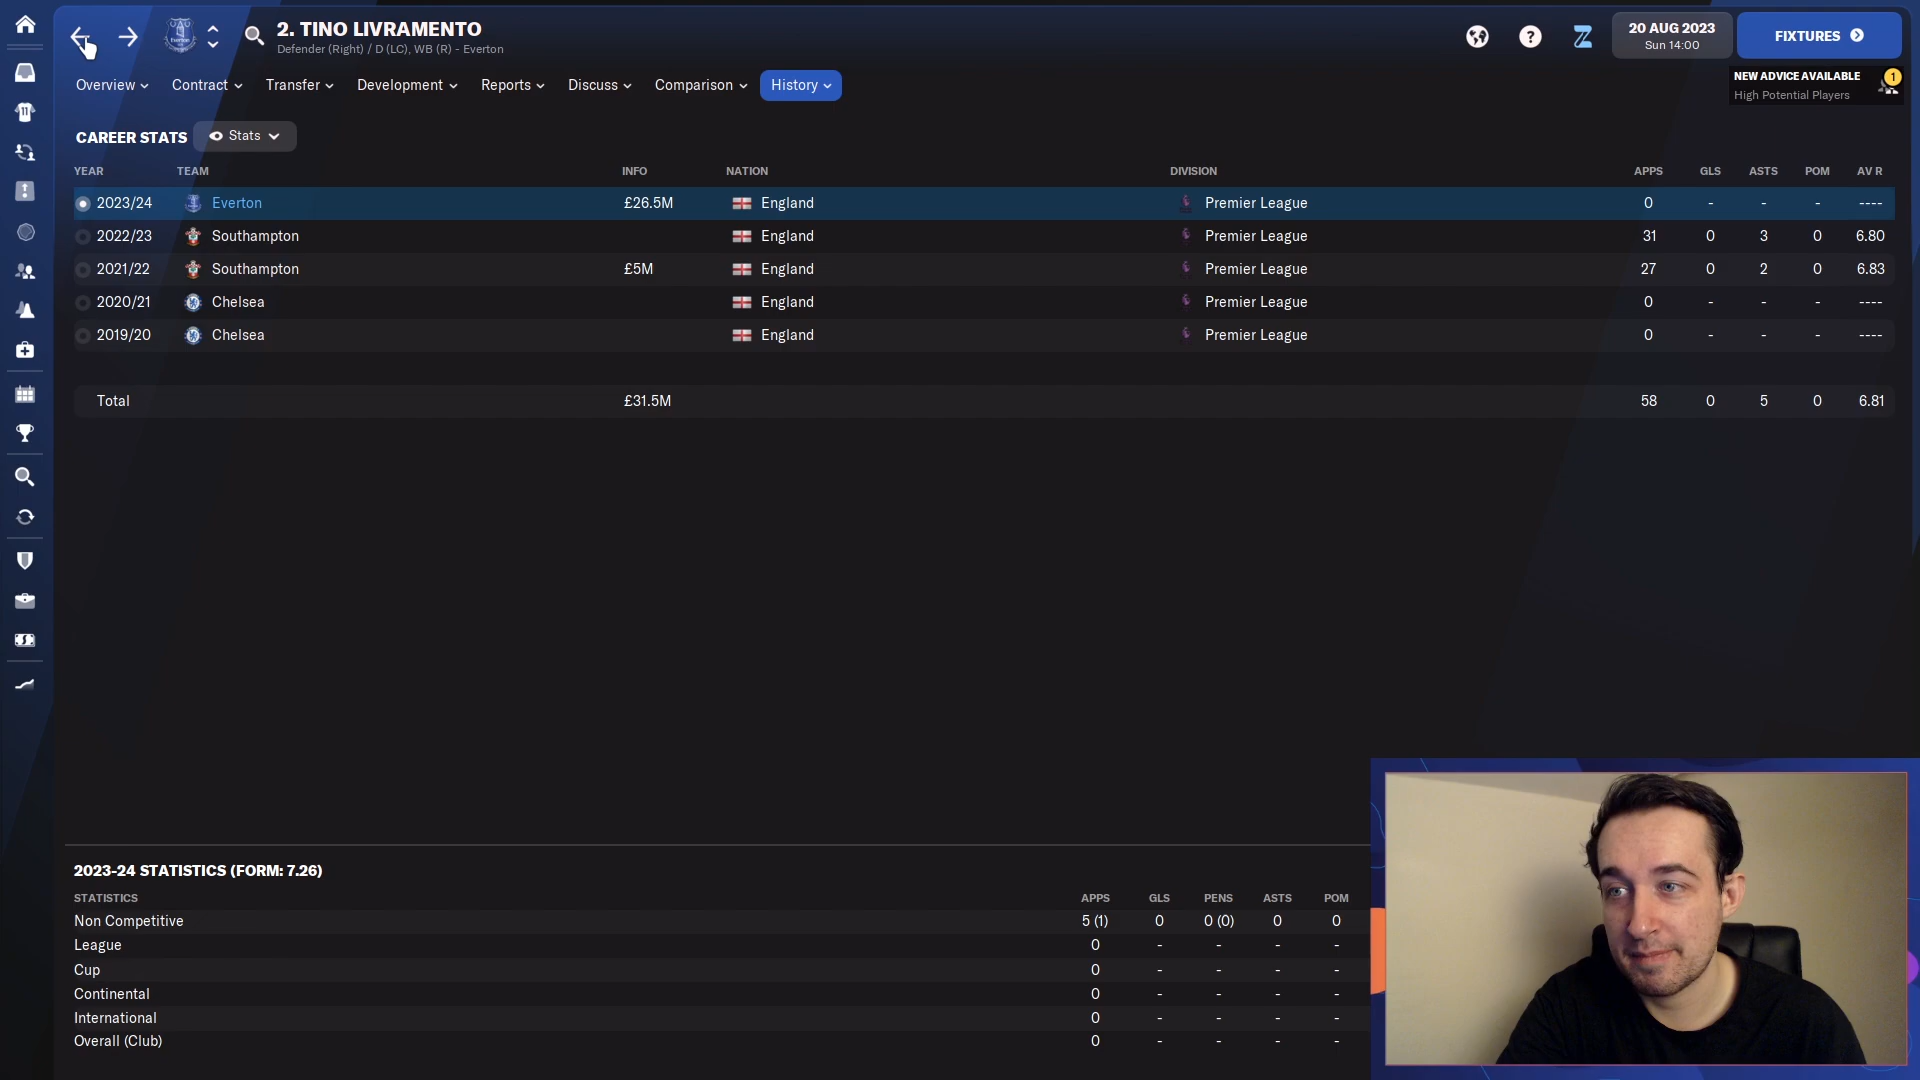 2. TINO LIVRAMENTO
Defender (Right) / D (LC), WB (R) - Everton
20 AUG 2023
Sun 14:00
FIXTURES
Overview
Contract
Transfer
Development
Reports
Discuss
Comparison
History
NEW ADVICE AVAILABLE
High Potential Players
1
CAREER STATS
Stats
YEAR TEAM INFO NATION DIVISION APPS GLS ASTS POM AV R
2023/24 Everton £26.5M England Premier League 0 - - - ----
2022/23 Southampton England Premier League 31 0 3 0 6.80
2021/22 Southampton £5M England Premier League 27 0 2 0 6.83
2020/21 Chelsea England Premier League 0 - - - ----
2019/20 Chelsea England Premier League 0 - - - ----
Total £31.5M 58 0 5 0 6.81
2023-24 STATISTICS (FORM: 7.26)
STATISTICS APPS GLS PENS ASTS POM
Non Competitive 5 (1) 0 0 (0) 0 0
League 0 - - - -
Cup 0 - - - -
Continental 0 - - - -
International 0 - - - -
Overall (Club) 0 - - - -